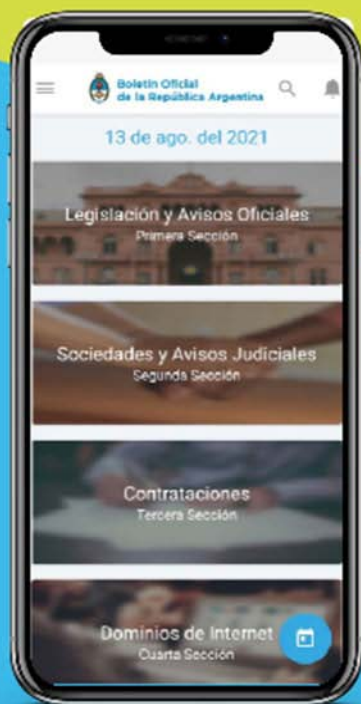 Boletín Oficial
de la República Argentina
13 de ago. del 2021
Legislación y Avisos Oficiales
Primera Sección
Sociedades y Avisos Judiciales
Segunda Sección
Contrataciones
Tercera Sección
Dominios de Internet
Cuarta Sección